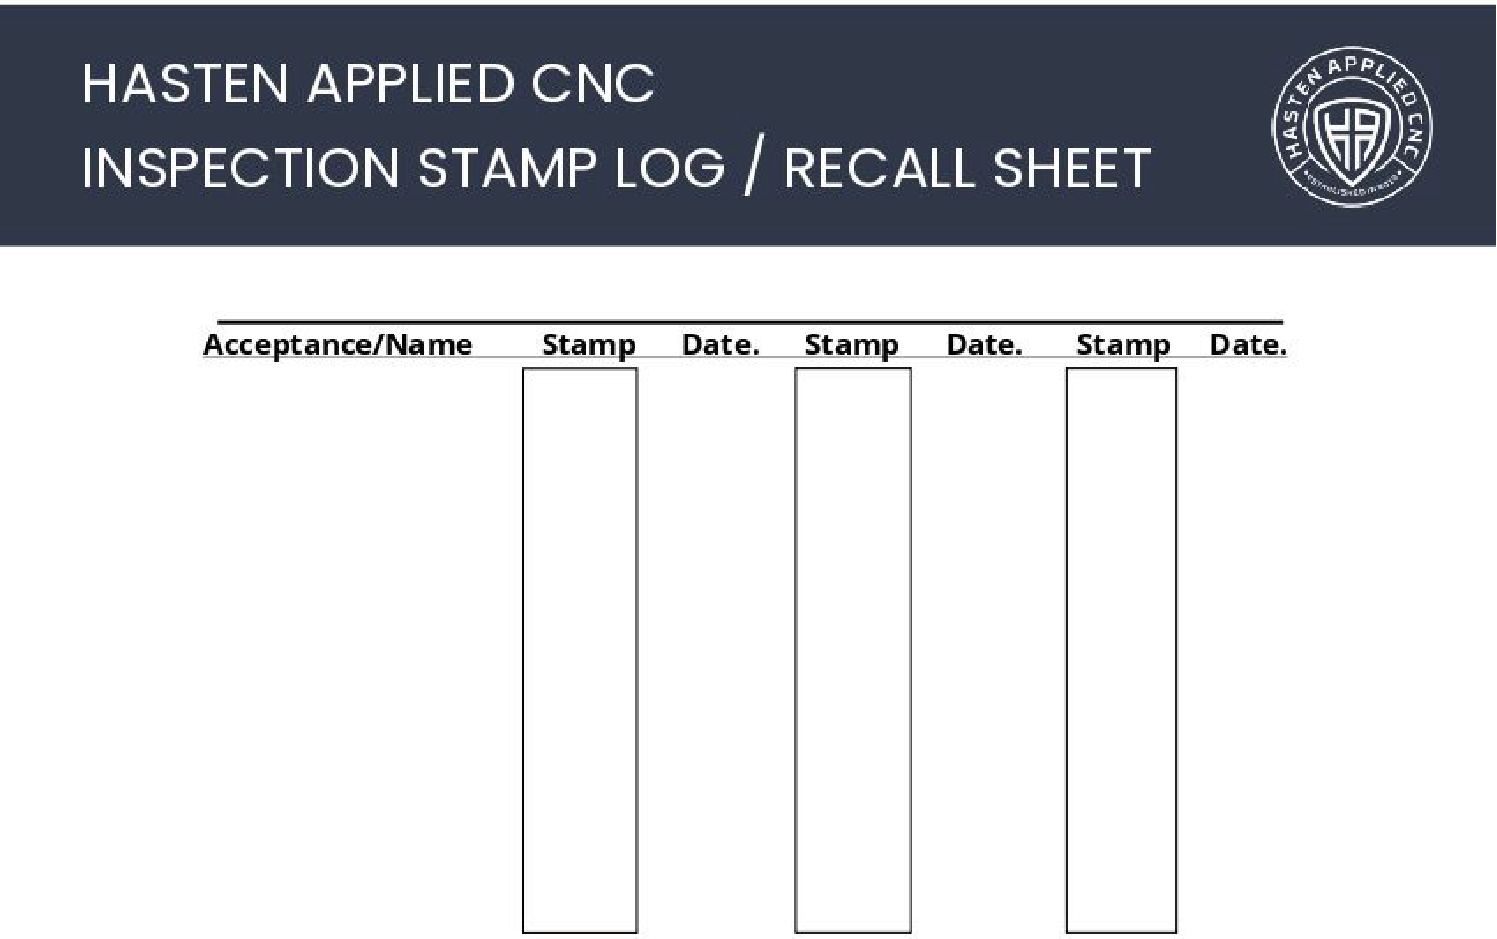 HASTEN APPLIED CNC
INSPECTION STAMP LOG / RECALL SHEET
HASTEN APPLIED CNC
HA
Acceptance/Name Stamp Date. Stamp Date. Stamp Date.